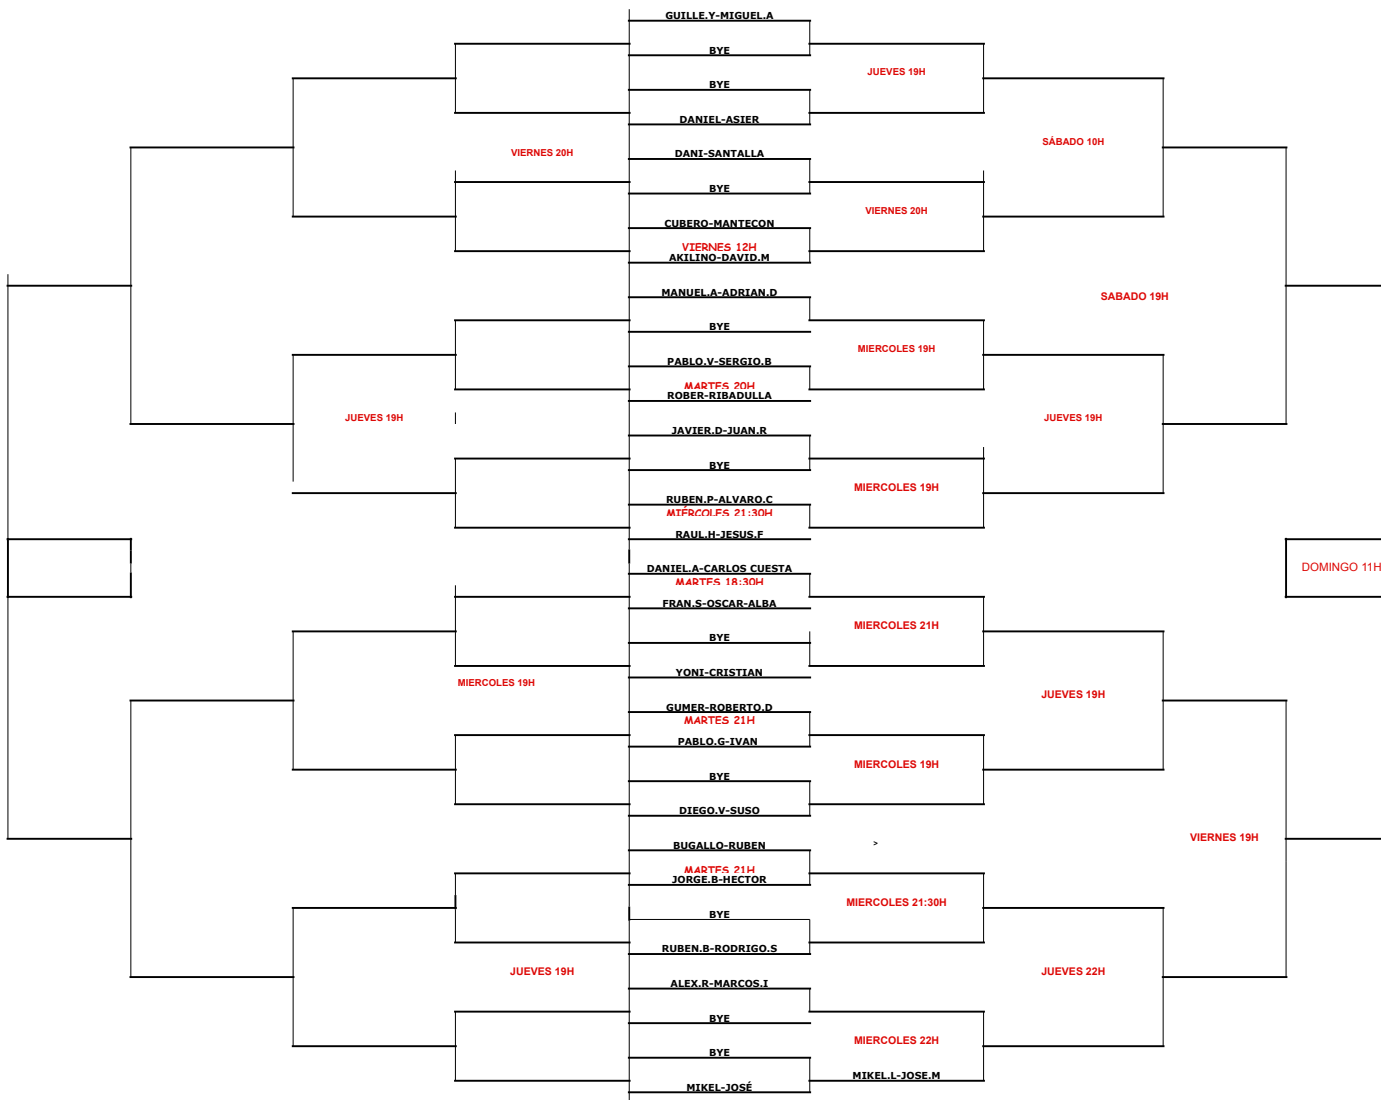 GUILLE.Y-MIGUEL.A
BYE
JUEVES 19H
BYE
DANIEL-ASIER
SÁBADO 10H
VIERNES 20H
DANI-SANTALLA
BYE
VIERNES 20H
CUBERO-MANTECON
VIERNES 12H
AKILINO-DAVID.M
MANUEL.A-ADRIAN.D
SABADO 19H
BYE
MIERCOLES 19H
PABLO.V-SERGIO.B
MARTES 20H
ROBER-RIBADULLA
JUEVES 19H
JUEVES 19H
JAVIER.D-JUAN.R
BYE
MIERCOLES 19H
RUBEN.P-ALVARO.C
MIÉRCOLES 21:30H
RAUL.H-JESUS.F
DANIEL.A-CARLOS CUESTA
DOMINGO 11H
MARTES 18:30H
FRAN.S-OSCAR-ALBA
MIERCOLES 21H
BYE
YONI-CRISTIAN
MIERCOLES 19H
JUEVES 19H
GUMER-ROBERTO.D
MARTES 21H
PABLO.G-IVAN
MIERCOLES 19H
BYE
DIEGO.V-SUSO
VIERNES 19H
BUGALLO-RUBEN
>
MARTES 21H
JORGE.B-HECTOR
MIERCOLES 21:30H
BYE
RUBEN.B-RODRIGO.S
JUEVES 19H
JUEVES 22H
ALEX.R-MARCOS.I
BYE
MIERCOLES 22H
BYE
MIKEL.L-JOSE.M
MIKEL-JOSÉ